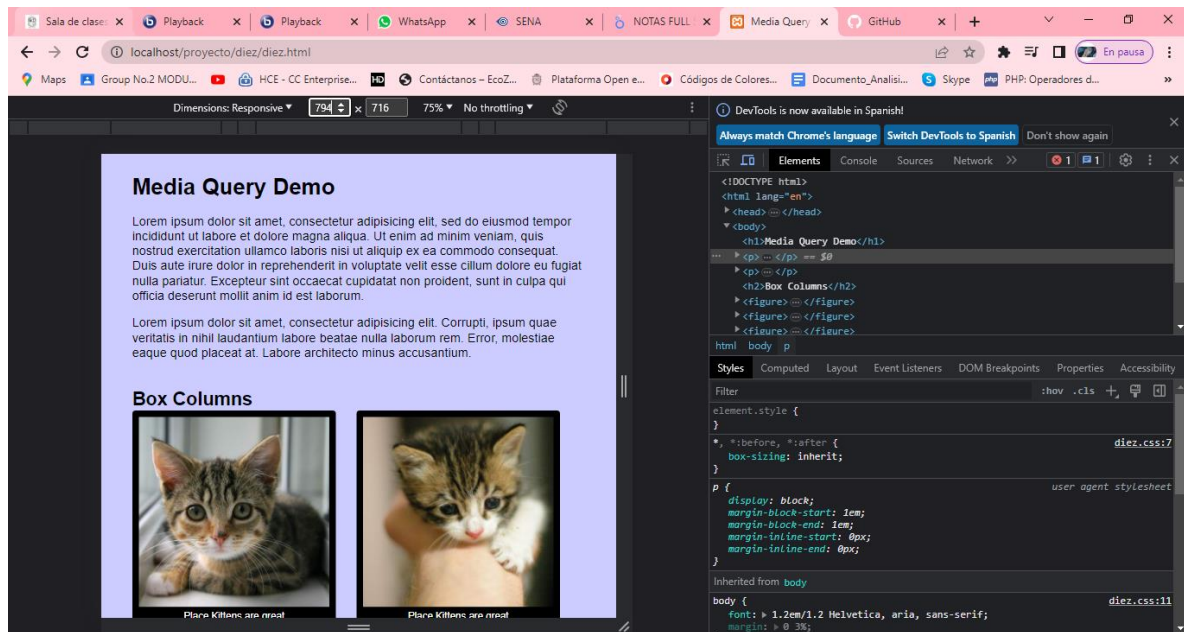 Sala de clase: Playback Playback WhatsApp SENA NOTAS FULL Media Query GitHub
localhost/proyecto/diez/diez.html En pausa
Maps Group No.2 MODU... HCE - CC Enterprise... HD Contáctanos – EcoZ... Plataforma Open e... Códigos de Colores... Documento_Analisi... Skype PHP: Operadores d... »
Dimensions: Responsive 794 x 716 75% No throttling
DevTools is now available in Spanish!
Always match Chrome's language Switch DevTools to Spanish Don't show again
Elements Console Sources Network 1 1
<!DOCTYPE html>
<html lang="en">
<head> … </head>
<body>
<h1>Media Query Demo</h1>
… <p> … </p> == $0
<p> … </p>
<h2>Box Columns</h2>
<figure> … </figure>
<figure> … </figure>
<figure> … </figure>
html body p
Styles Computed Layout Event Listeners DOM Breakpoints Properties Accessibility
Filter :hov .cls +
element.style {
}
*, *:before, *:after { diez.css:7
box-sizing: inherit;
}
p { user agent stylesheet
display: block;
margin-block-start: 1em;
margin-block-end: 1em;
margin-inline-start: 0px;
margin-inline-end: 0px;
}
Inherited from body
body { diez.css:11
font: 1.2em/1.2 Helvetica, aria, sans-serif;
margin: 0 3%;
Media Query Demo
Lorem ipsum dolor sit amet, consectetur adipisicing elit, sed do eiusmod tempor
incididunt ut labore et dolore magna aliqua. Ut enim ad minim veniam, quis
nostrud exercitation ullamco laboris nisi ut aliquip ex ea commodo consequat.
Duis aute irure dolor in reprehenderit in voluptate velit esse cillum dolore eu fugiat
nulla pariatur. Excepteur sint occaecat cupidatat non proident, sunt in culpa qui
officia deserunt mollit anim id est laborum.
Lorem ipsum dolor sit amet, consectetur adipisicing elit. Corrupti, ipsum quae
veritatis in nihil laudantium labore beatae nulla laborum rem. Error, molestiae
eaque quod placeat at. Labore architecto minus accusantium.
Box Columns
Place Kittens are great Place Kittens are great